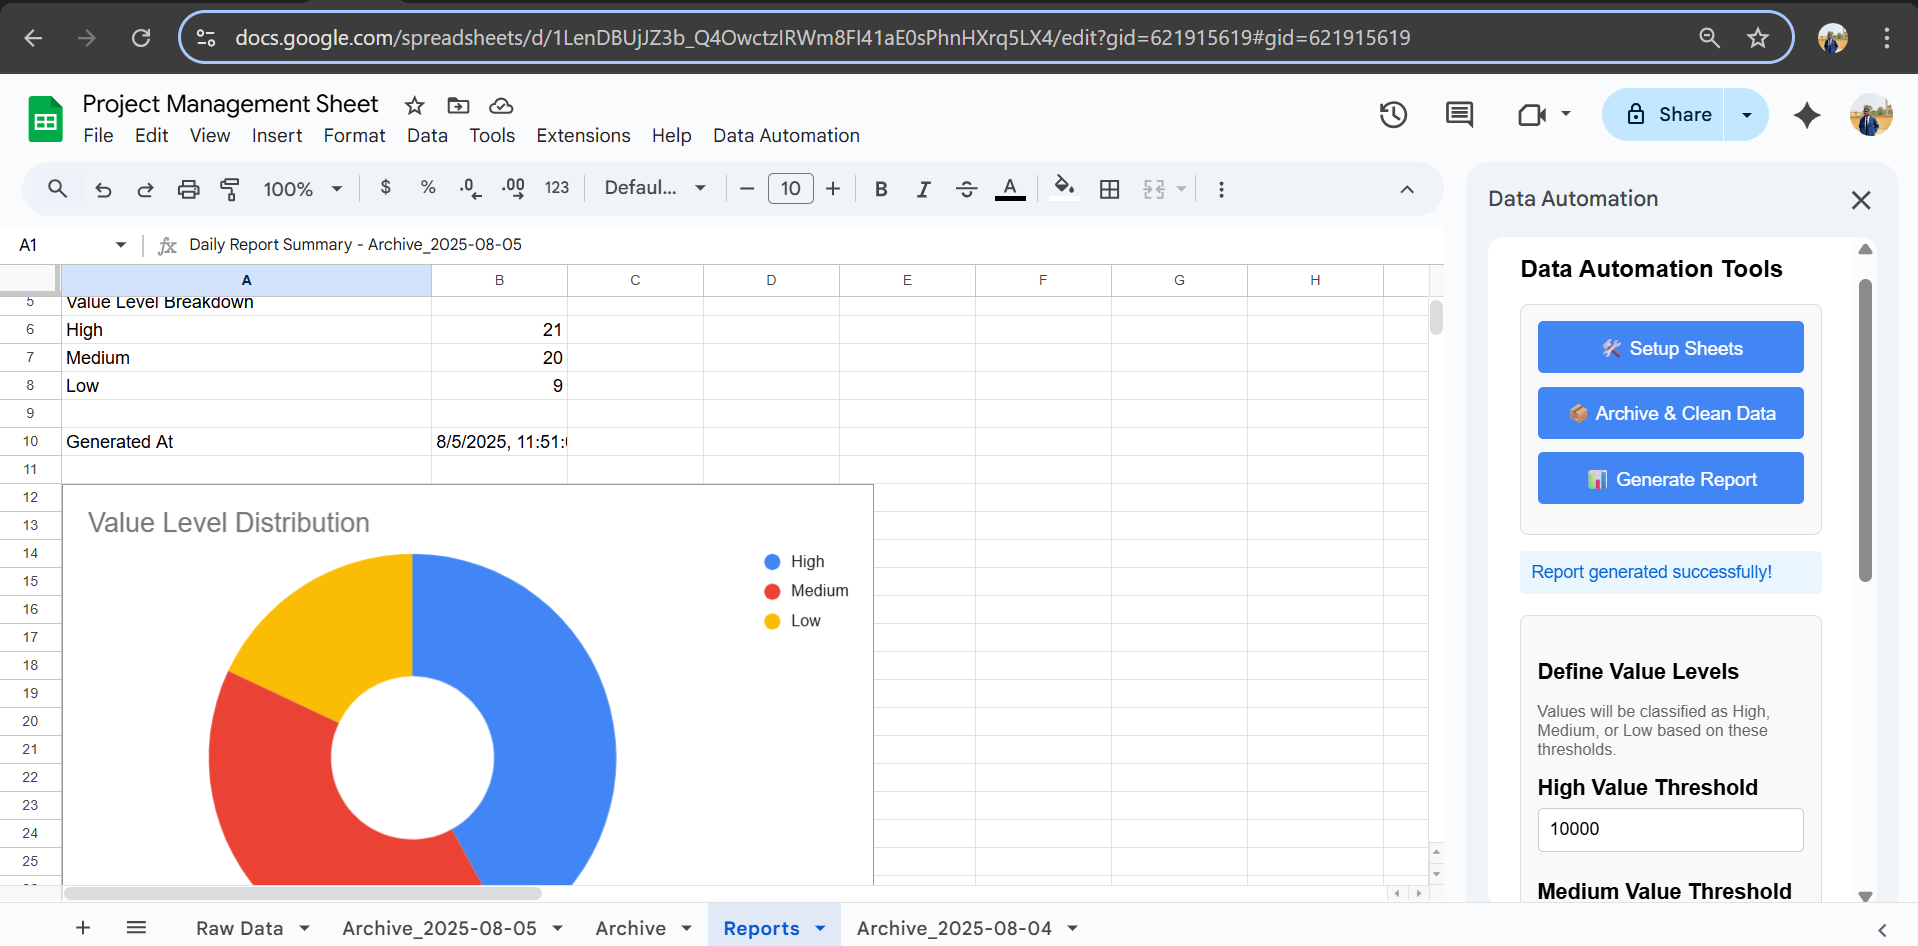 docs.google.com/spreadsheets/d/1LenDBUjJZ3b_Q4OwctzIRWm8FI41aE0sPhnHXrq5LX4/edit?gid=621915619#gid=621915619
Project Management Sheet
File Edit View Insert Format Data Tools Extensions Help Data Automation
Share
100% $ % .0 .00 123 Defaul... 10 B I A
A1 fx Daily Report Summary - Archive_2025-08-05
A B C D E F G H
5 Value Level Breakdown
6 High 21
7 Medium 20
8 Low 9
9
10 Generated At 8/5/2025, 11:51:
11
12
13
14
15
16
17
18
19
20
21
22
23
24
25
Value Level Distribution
High
Medium
Low
Data Automation
Data Automation Tools
Setup Sheets
Archive & Clean Data
Generate Report
Report generated successfully!
Define Value Levels
Values will be classified as High,
Medium, or Low based on these
thresholds.
High Value Threshold
10000
Medium Value Threshold
Raw Data Archive_2025-08-05 Archive Reports Archive_2025-08-04